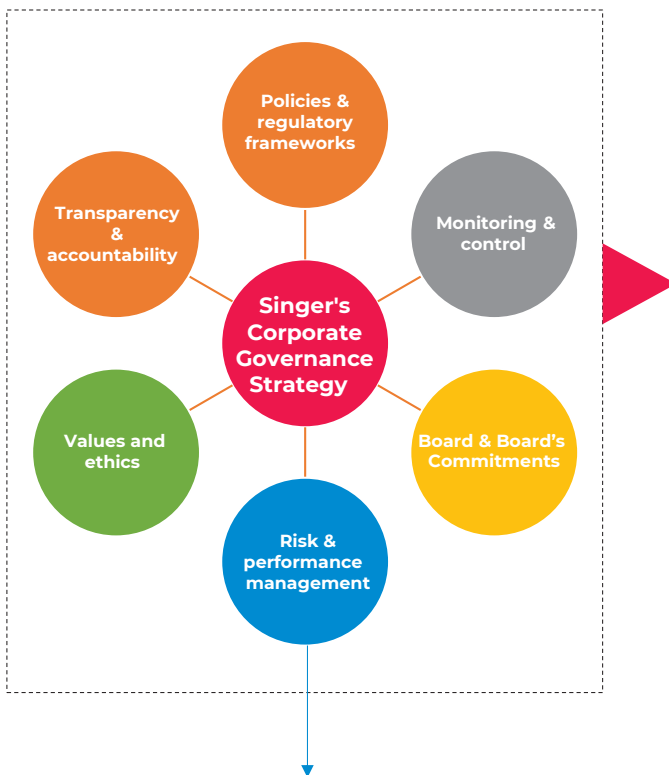 Policies &
regulatory
frameworks
Transparency
&
accountability
Monitoring &
control
Singer's
Corporate
Governance
Strategy
Values and
ethics
Board & Board’s
Commitments
Risk &
performance
management